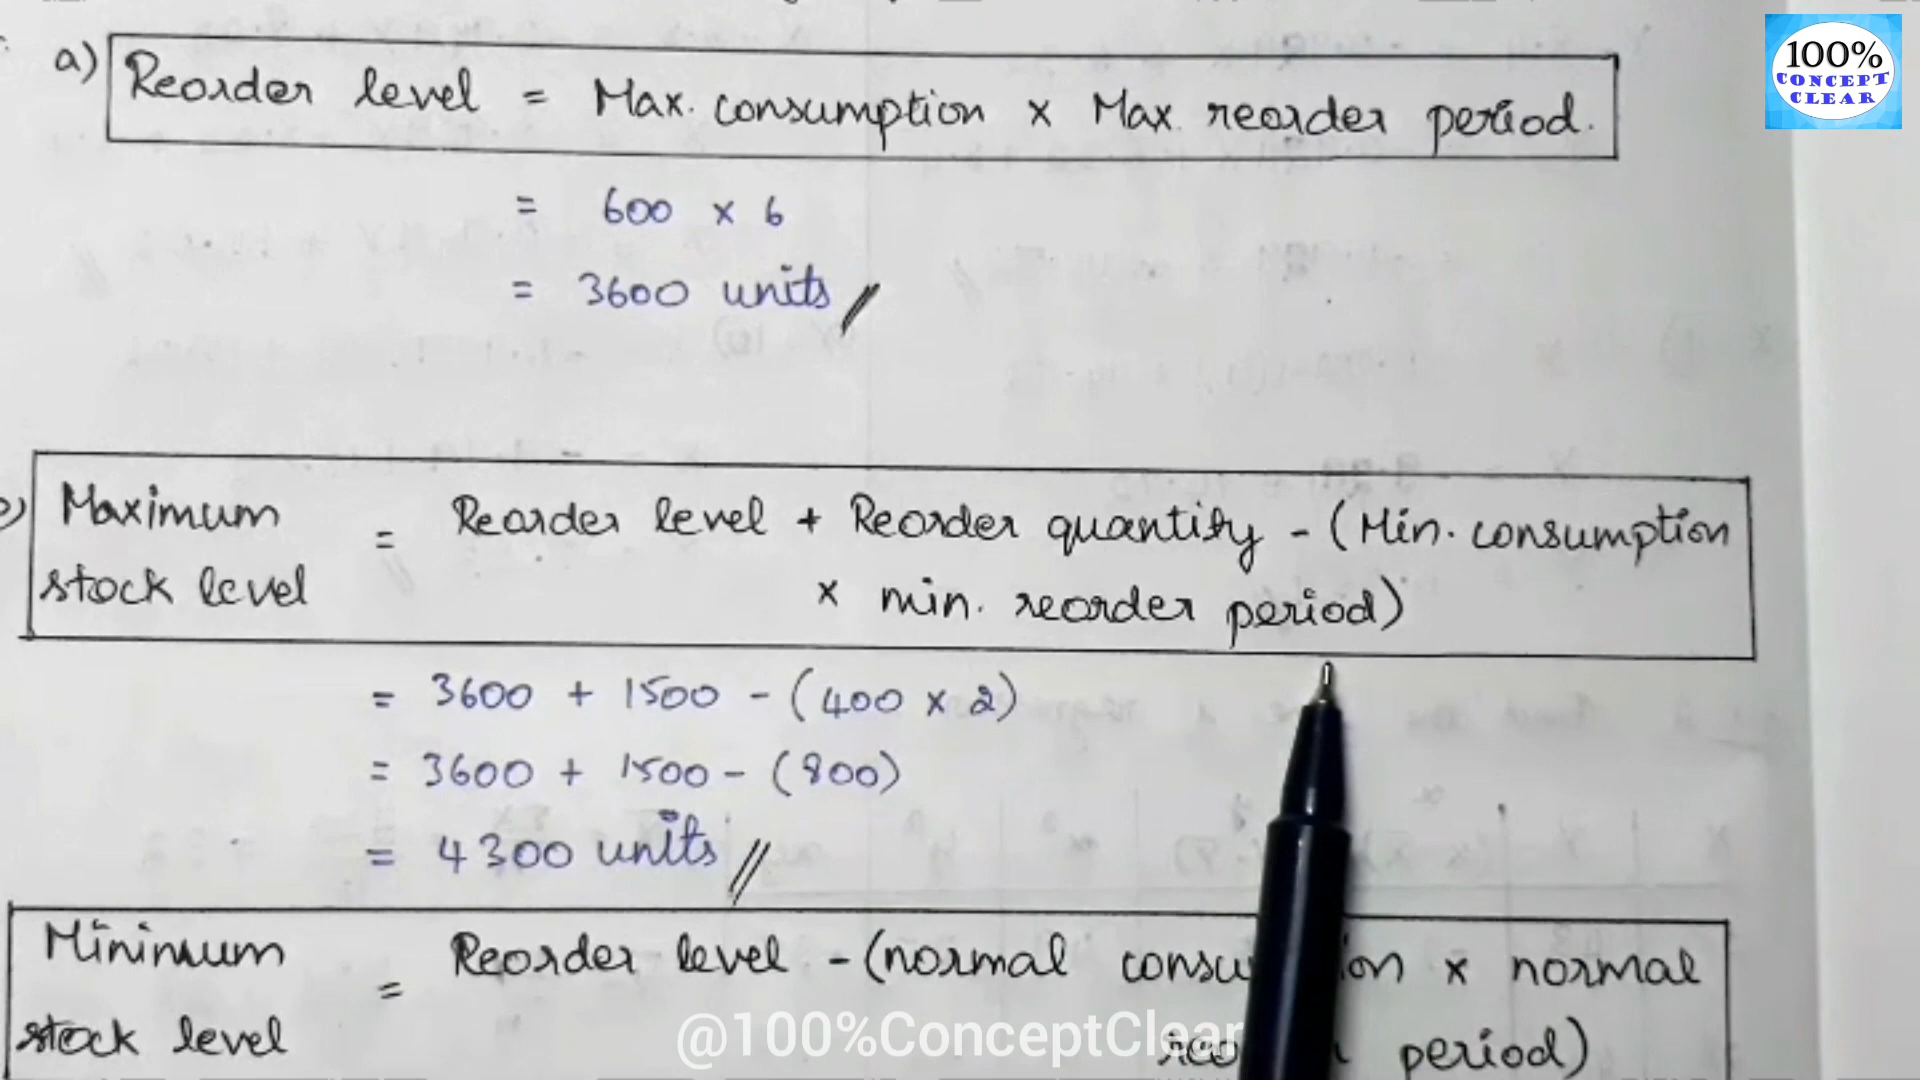 100%
CONCEPT
CLEAR
a) Reorder level = Max. consumption x Max. reorder period.
= 600 x 6
= 3600 units
Maximum stock level = Reorder level + Reorder quantity - (Min. consumption
x min. reorder period)
= 3600 + 1500 - (400 x 2)
= 3600 + 1500 - (800)
= 4300 units
Minimum stock level = Reorder level - (normal x normal
period)
@100%ConceptClear